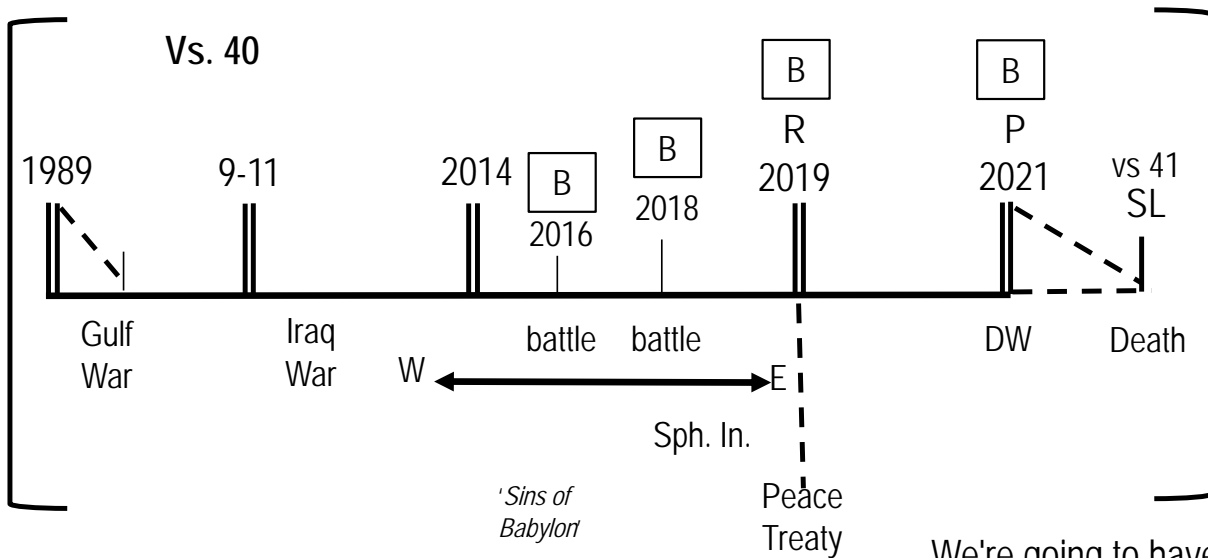 Vs. 40
B
B
R
P
B
B
1989
9-11
2014
2016
2018
2019
2021
vs 41
SL
Gulf
War
Iraq
War
battle
battle
DW
Death
W
E
Sph. In.
'Sins of
Babylon'
Peace
Treaty
We're going to have